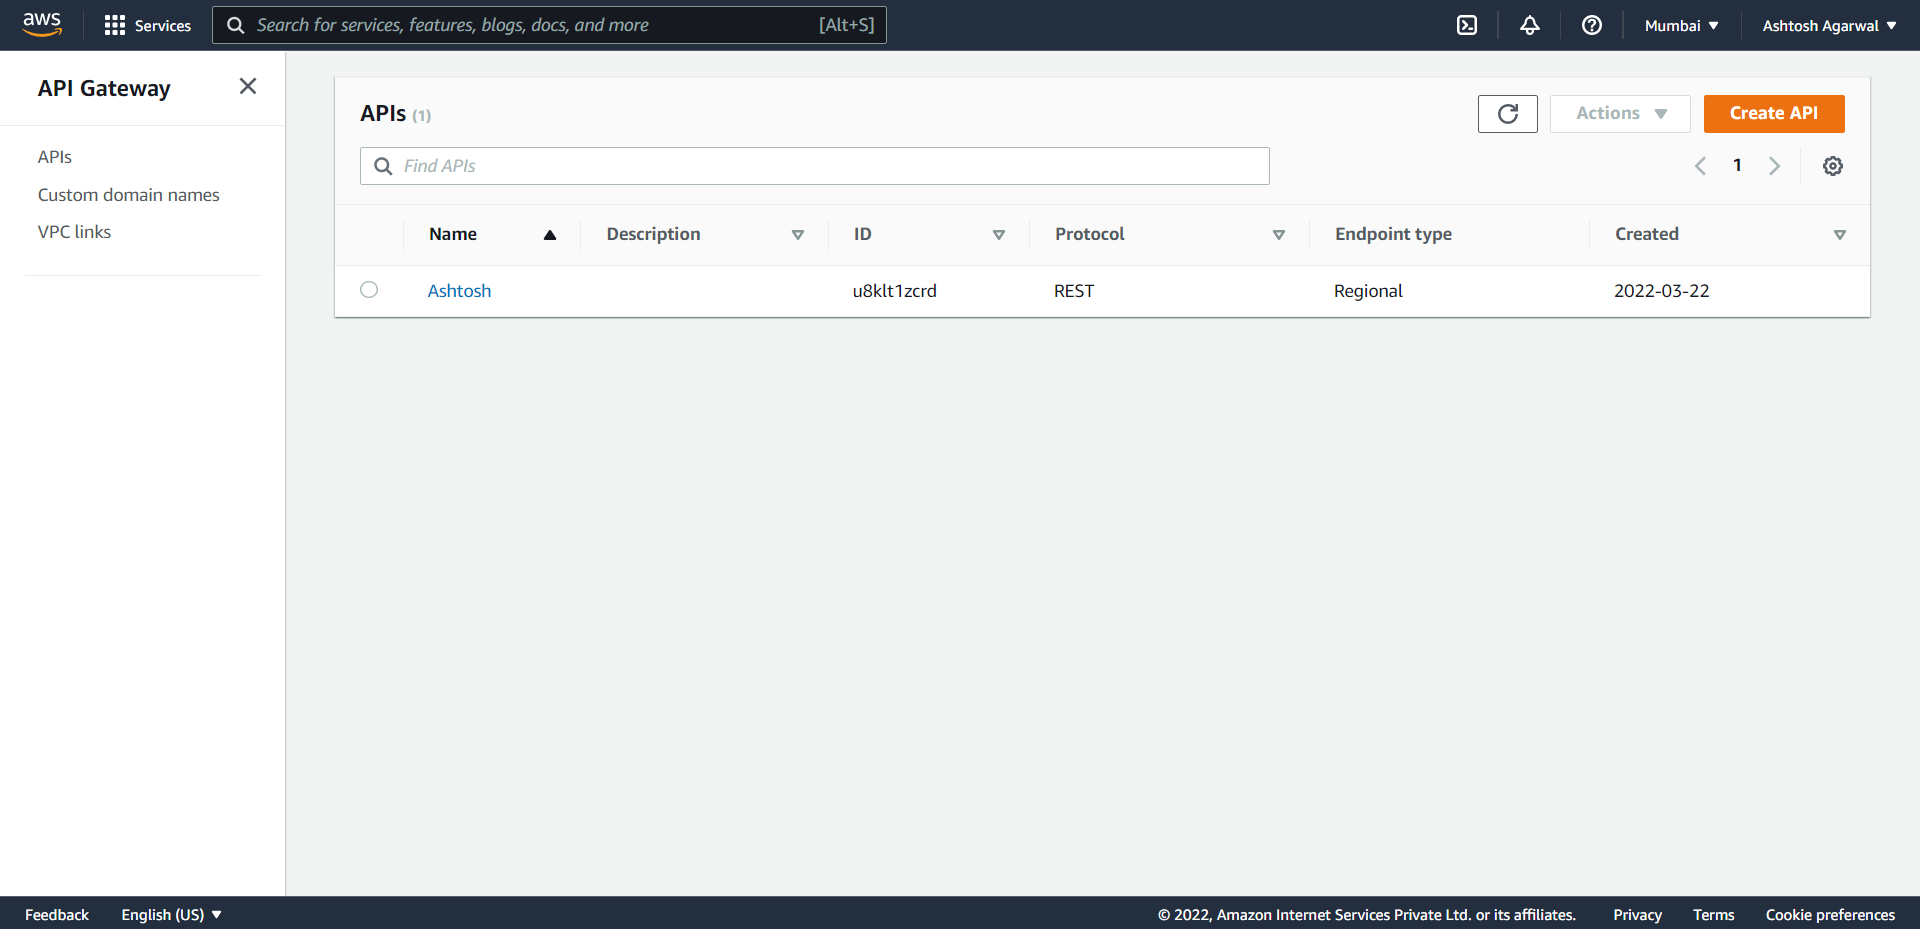 aws Services Search for services, features, blogs, docs, and more [Alt+S] Mumbai Ashtosh Agarwal
API Gateway
APIs
Custom domain names
VPC links
APIs (1) Actions Create API
Find APIs 1
Name Description ID Protocol Endpoint type Created
Ashtosh u8klt1zcrd REST Regional 2022-03-22
Feedback English (US) © 2022, Amazon Internet Services Private Ltd. or its affiliates. Privacy Terms Cookie preferences